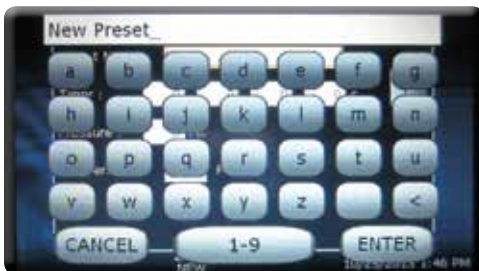 New Preset_
a b c d e f g
h i j k l m n
o p q r s t u
v w x y z <
CANCEL 1-9 ENTER